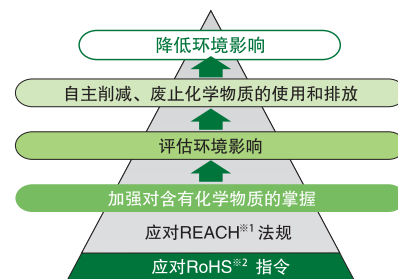 降低环境影响
自主削减、废止化学物质的使用和排放
评估环境影响
加强对含有化学物质的掌握
应对REACH※1 法规
应对RoHS※2 指令